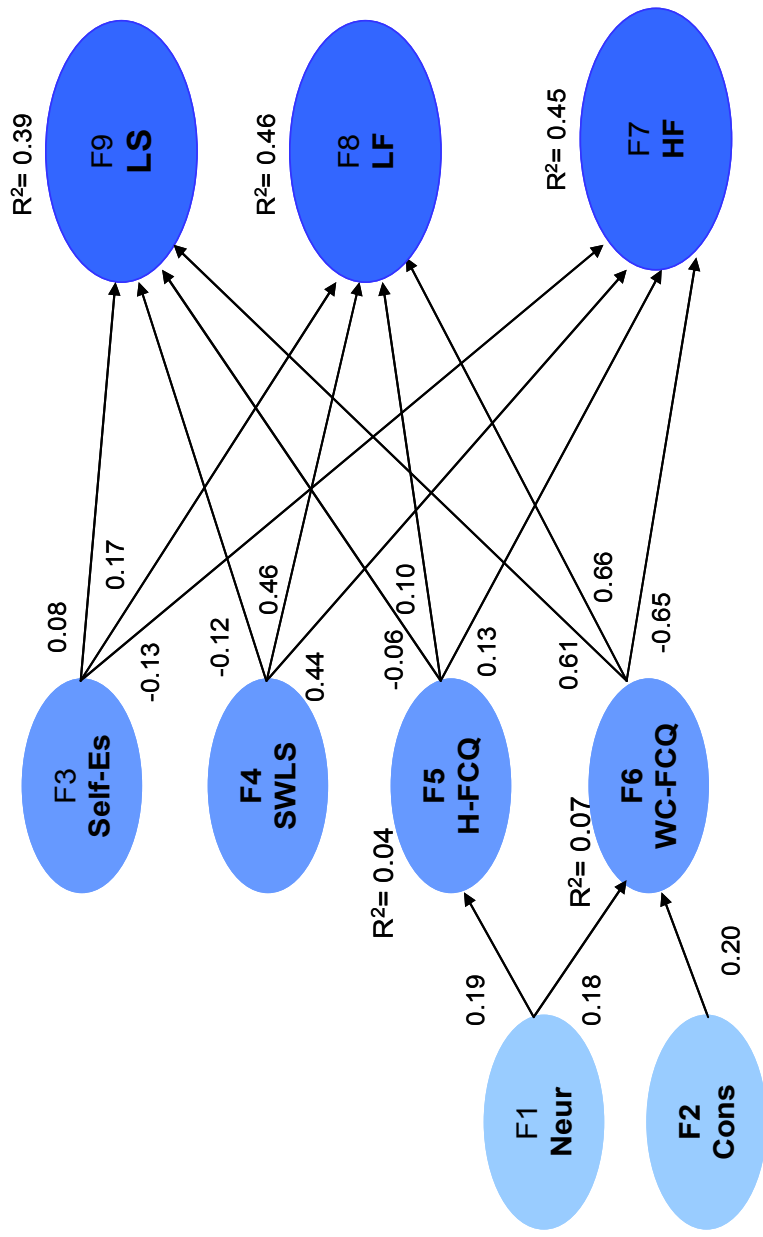 R²= 0.39
F3
Self-Es
0.08
0.17
-0.13
F9
LS
F4
SWLS
-0.12
0.46
0.44
R²= 0.46
F8
LF
R²= 0.04
F5
H-FCQ
-0.06
0.10
0.13
F1
Neur
0.19
0.18
R²= 0.07
F6
WC-FCQ
0.61
0.66
-0.65
R²= 0.45
F7
HF
F2
Cons
0.20